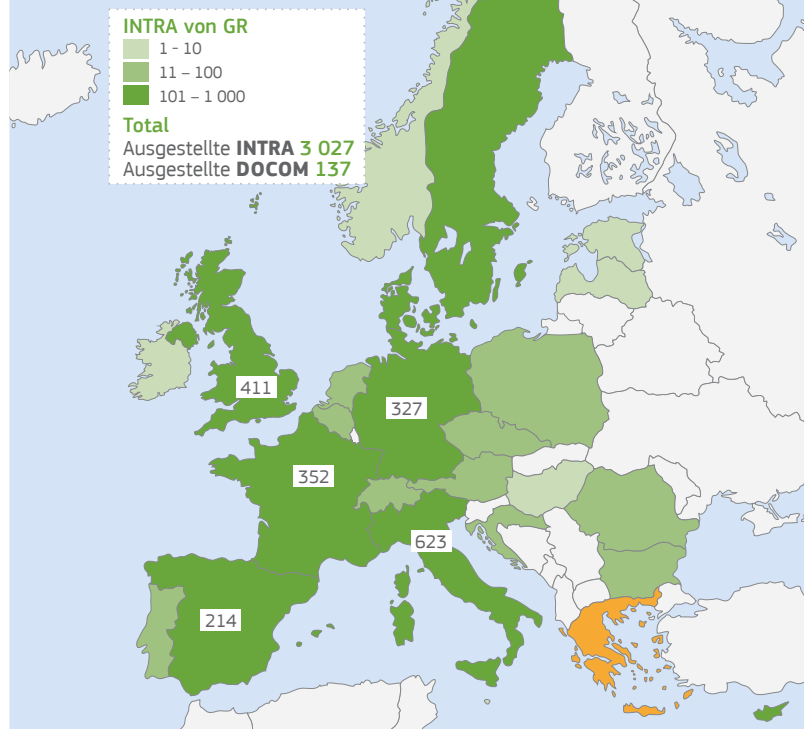 INTRA von GR
1 - 10
11 – 100
101 – 1 000
Total
Ausgestellte INTRA 3 027
Ausgestellte DOCOM 137
411
327
352
623
214